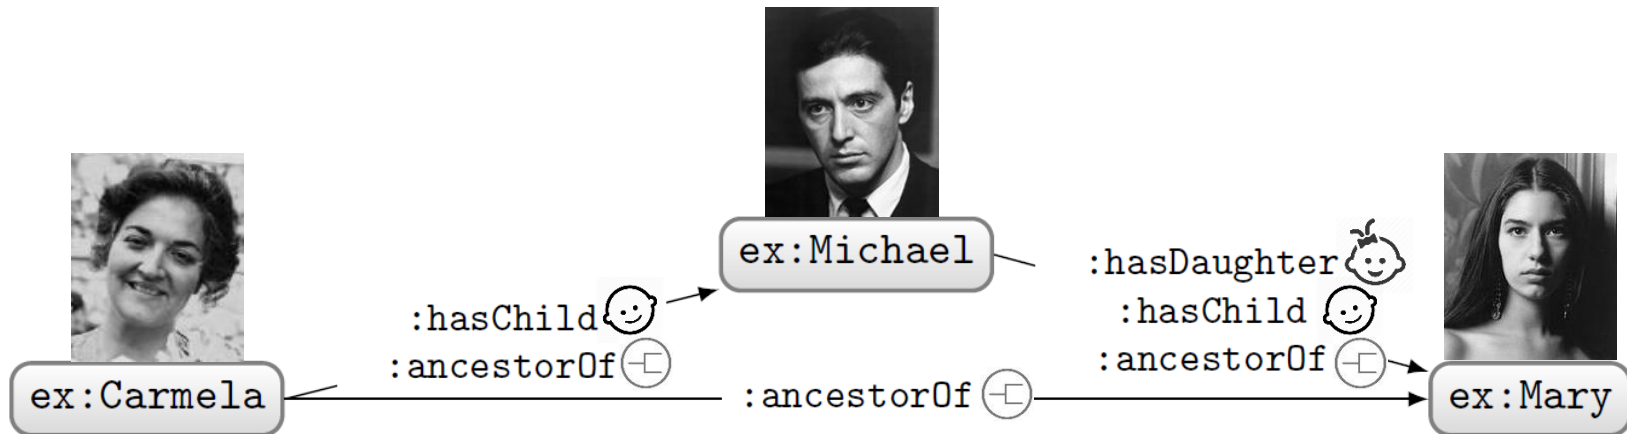 ex:Michael
:hasDaughter
:hasChild
:hasChild
:ancestorOf
:ancestorOf
ex:Carmela
:ancestorOf
ex:Mary